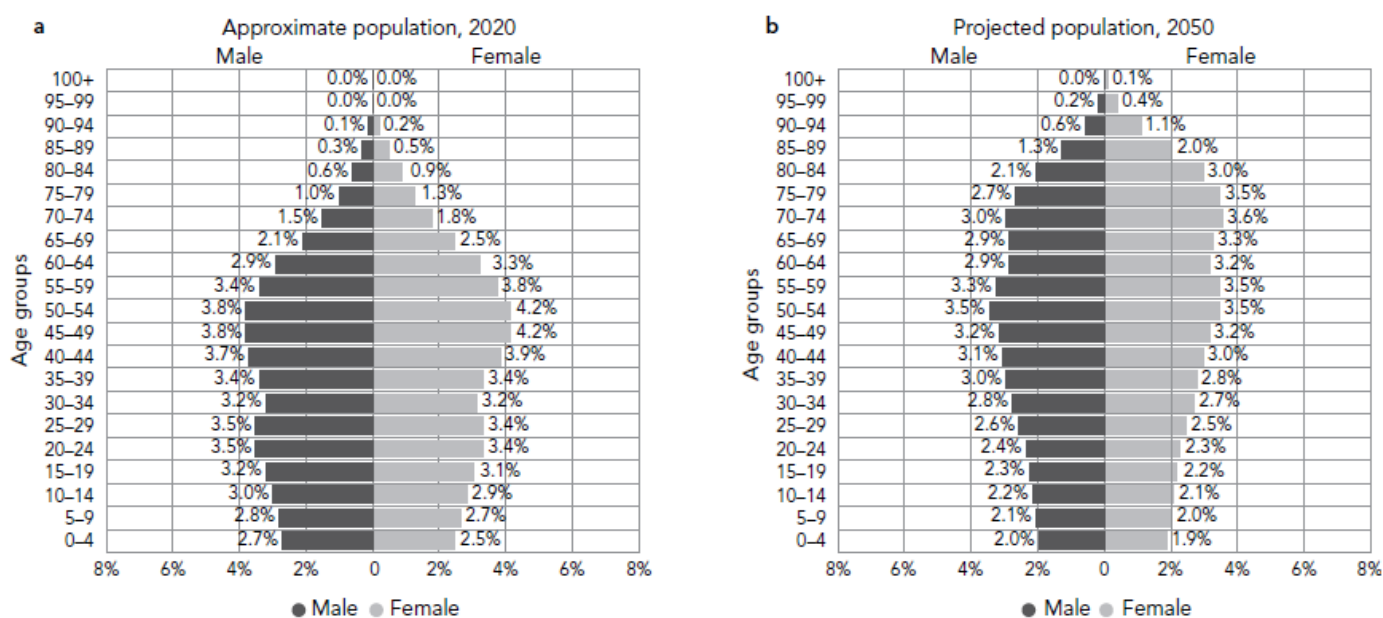 a Approximate population, 2020
Male Female
Age groups
100+ 0.0% 0.0%
95–99 0.0% 0.0%
90–94 0.1% 0.2%
85–89 0.3% 0.5%
80–84 0.6% 0.9%
75–79 1.0% 1.3%
70–74 1.5% 1.8%
65–69 2.1% 2.5%
60–64 2.9% 3.3%
55–59 3.4% 3.8%
50–54 3.8% 4.2%
45–49 3.8% 4.2%
40–44 3.7% 3.9%
35–39 3.4% 3.4%
30–34 3.2% 3.2%
25–29 3.5% 3.4%
20–24 3.5% 3.4%
15–19 3.2% 3.1%
10–14 3.0% 2.9%
5–9 2.8% 2.7%
0–4 2.7% 2.5%
8% 6% 4% 2% 0 2% 4% 6% 8%
Male Female
b Projected population, 2050
Male Female
Age groups
100+ 0.0% 0.1%
95–99 0.2% 0.4%
90–94 0.6% 1.1%
85–89 1.3% 2.0%
80–84 2.1% 3.0%
75–79 2.7% 3.5%
70–74 3.0% 3.6%
65–69 2.9% 3.3%
60–64 2.9% 3.2%
55–59 3.3% 3.5%
50–54 3.5% 3.5%
45–49 3.2% 3.2%
40–44 3.1% 3.0%
35–39 3.0% 2.8%
30–34 2.8% 2.7%
25–29 2.6% 2.5%
20–24 2.4% 2.3%
15–19 2.3% 2.2%
10–14 2.2% 2.1%
5–9 2.1% 2.0%
0–4 2.0% 1.9%
8% 6% 4% 2% 0 2% 4% 6% 8%
Male Female